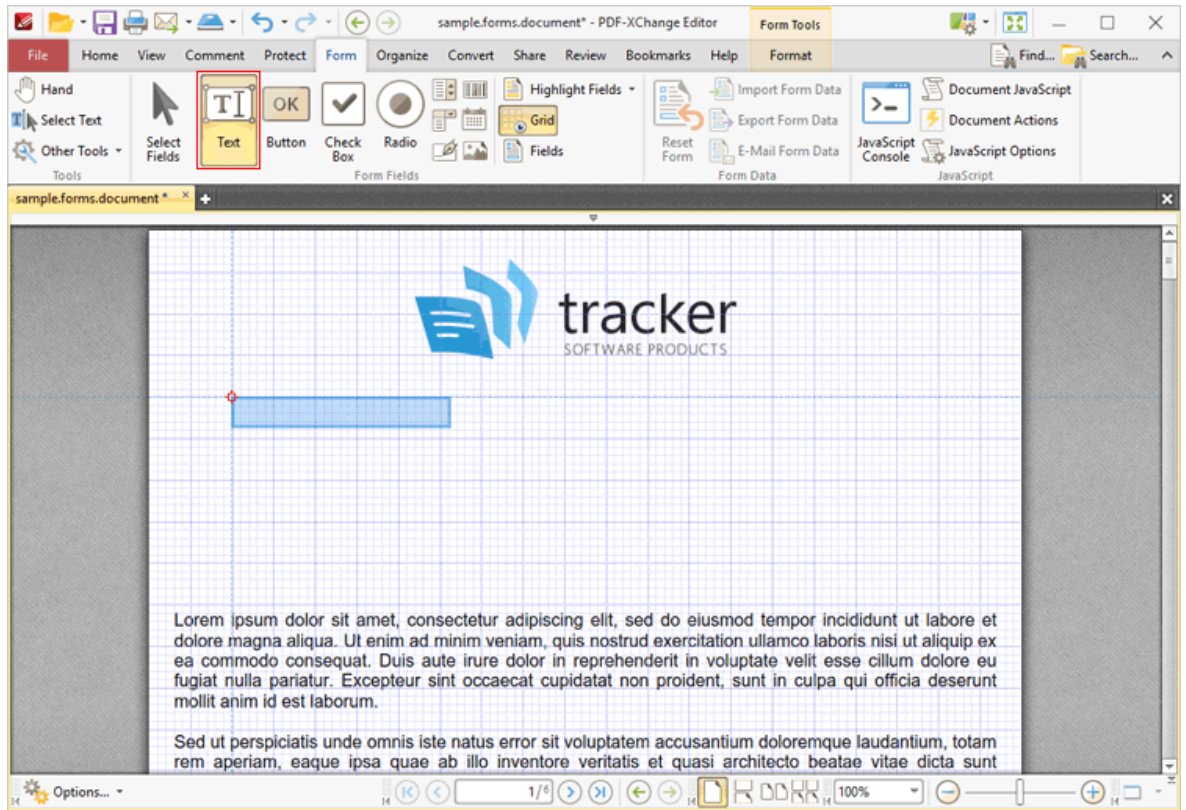 sample.forms.document* - PDF-XChange Editor
Form Tools
File Home View Comment Protect Form Organize Convert Share Review Bookmarks Help Format Find... Search...
Hand
Select Text
Other Tools
Tools
Select Fields
Text
Button
OK
Check Box
Radio
Form Fields
Highlight Fields
Grid
Fields
Reset Form
Import Form Data
Export Form Data
E-Mail Form Data
Form Data
JavaScript Console
Document JavaScript
Document Actions
JavaScript Options
JavaScript
sample.forms.document *
tracker
SOFTWARE PRODUCTS
Lorem ipsum dolor sit amet, consectetur adipiscing elit, sed do eiusmod tempor incididunt ut labore et
dolore magna aliqua. Ut enim ad minim veniam, quis nostrud exercitation ullamco laboris nisi ut aliquip ex
ea commodo consequat. Duis aute irure dolor in reprehenderit in voluptate velit esse cillum dolore eu
fugiat nulla pariatur. Excepteur sint occaecat cupidatat non proident, sunt in culpa qui officia deserunt
mollit anim id est laborum.
Sed ut perspiciatis unde omnis iste natus error sit voluptatem accusantium doloremque laudantium, totam
rem aperiam, eaque ipsa quae ab illo inventore veritatis et quasi architecto beatae vitae dicta sunt
Options... 1/6 100%